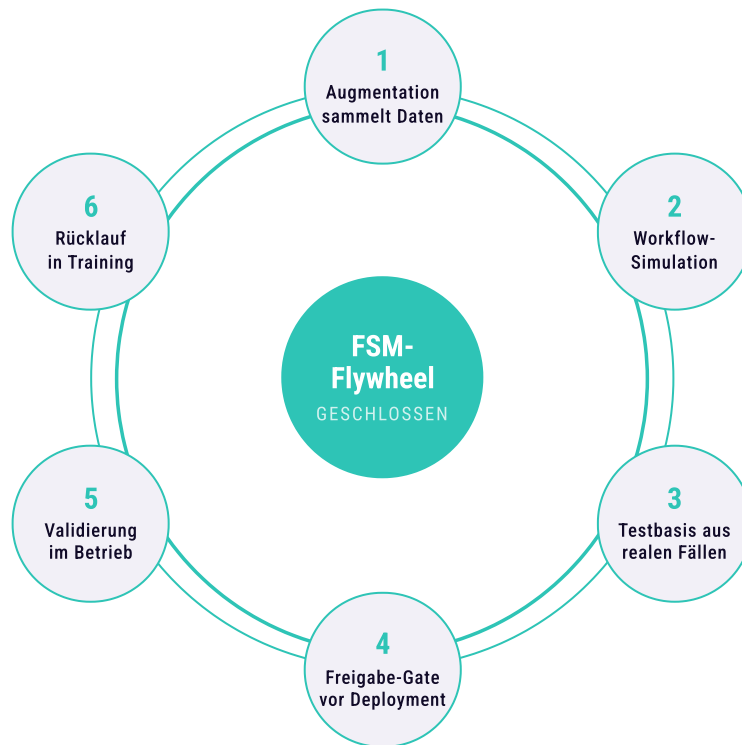 1
Augmentation
sammelt Daten
2
Workflow-
Simulation
3
Testbasis aus
realen Fällen
4
Freigabe-Gate
vor Deployment
5
Validierung
im Betrieb
6
Rücklauf
in Training
FSM-
Flywheel
GESCHLOSSEN